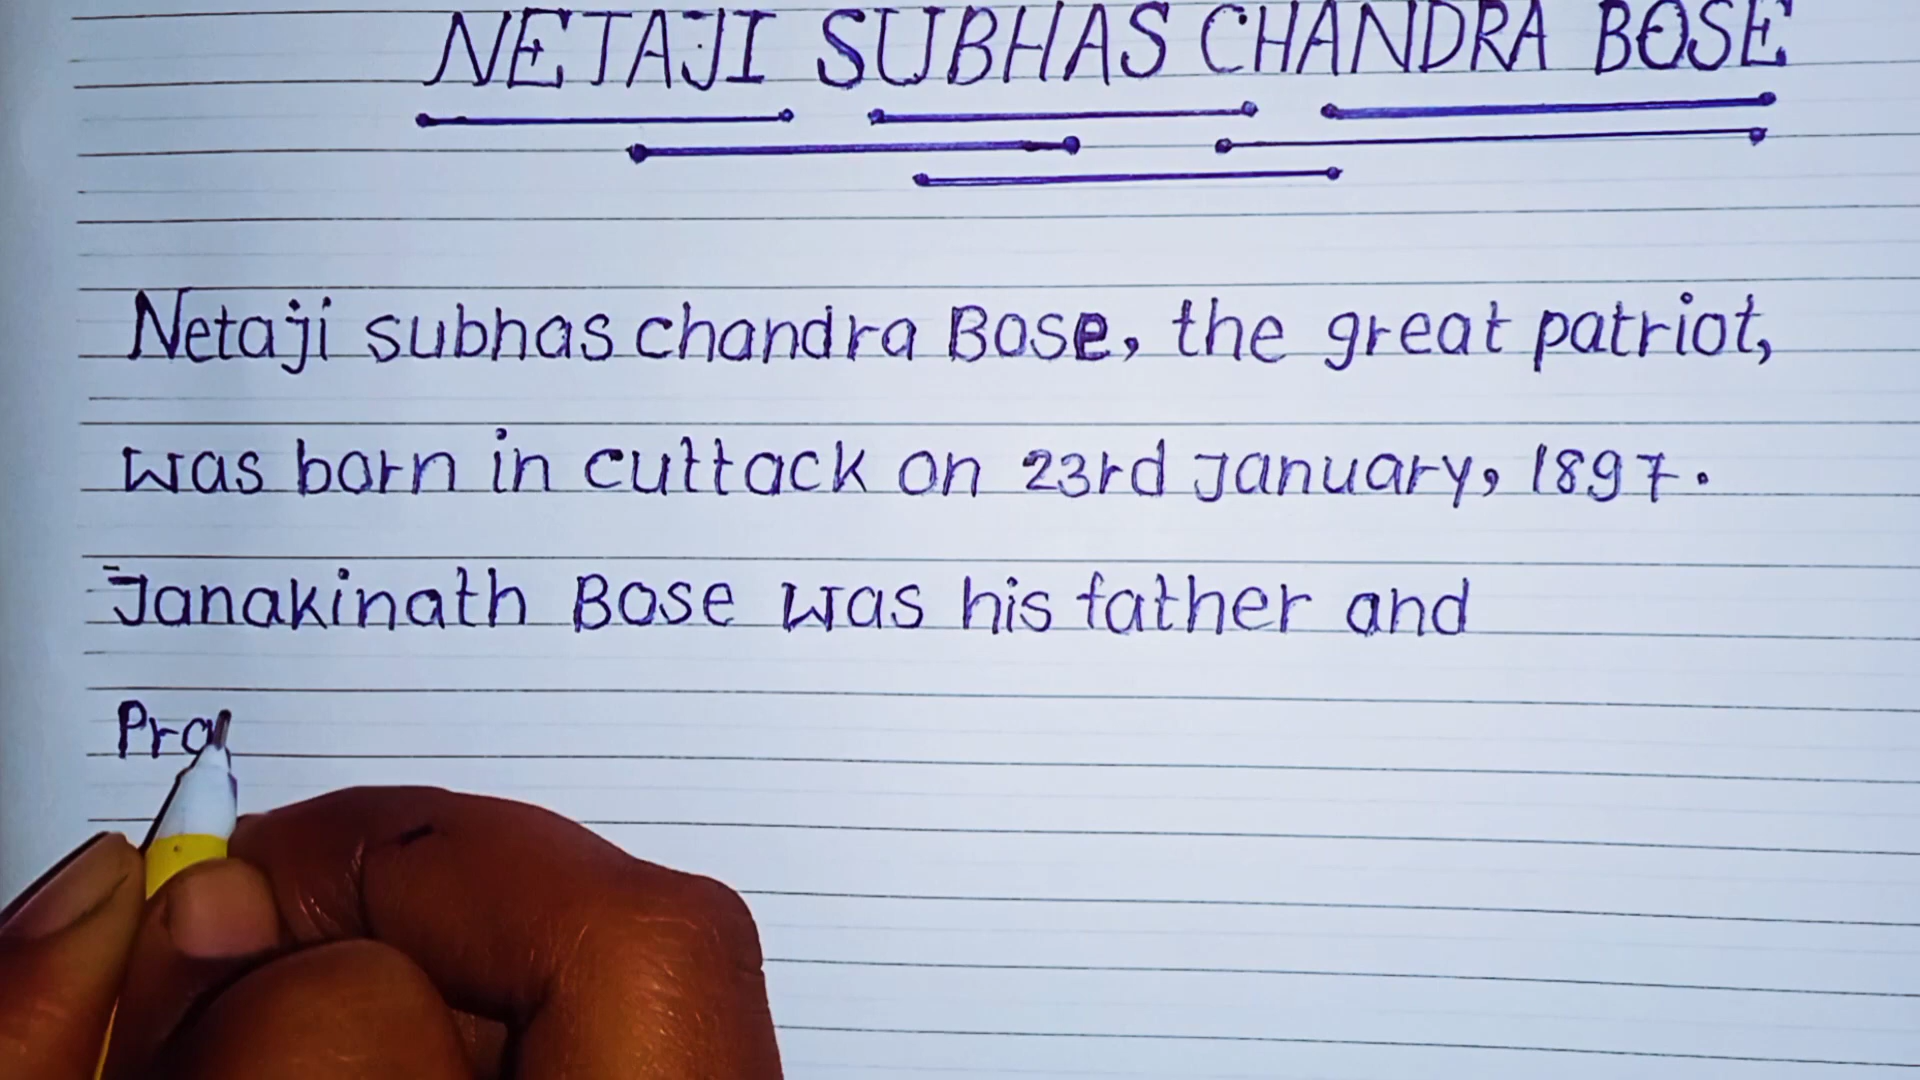 NETAJI SUBHAS CHANDRA BOSE
Netaji subhas chandra Bose, the great patriot,
was born in cuttack on 23rd January, 1897.
Janakinath Bose was his father and
Pra